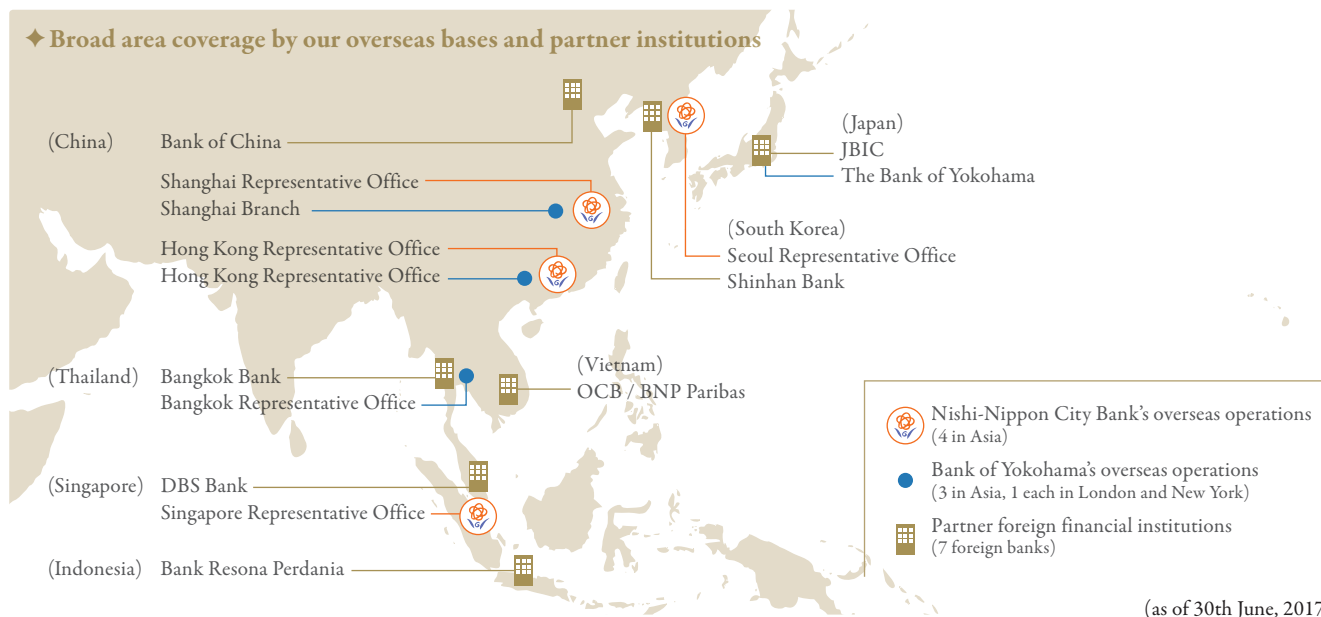 Broad area coverage by our overseas bases and partner institutions
(China) Bank of China
Shanghai Representative Office
Shanghai Branch
Hong Kong Representative Office
Hong Kong Representative Office
(Japan)
JBIC
The Bank of Yokohama
(South Korea)
Seoul Representative Office
Shinhan Bank
(Thailand) Bangkok Bank
Bangkok Representative Office
(Vietnam)
OCB / BNP Paribas
(Singapore) DBS Bank
Singapore Representative Office
(Indonesia) Bank Resona Perdania
Nishi-Nippon City Bank's overseas operations
(4 in Asia)
Bank of Yokohama's overseas operations
(3 in Asia, 1 each in London and New York)
Partner foreign financial institutions
(7 foreign banks)
(as of 30th June, 2017